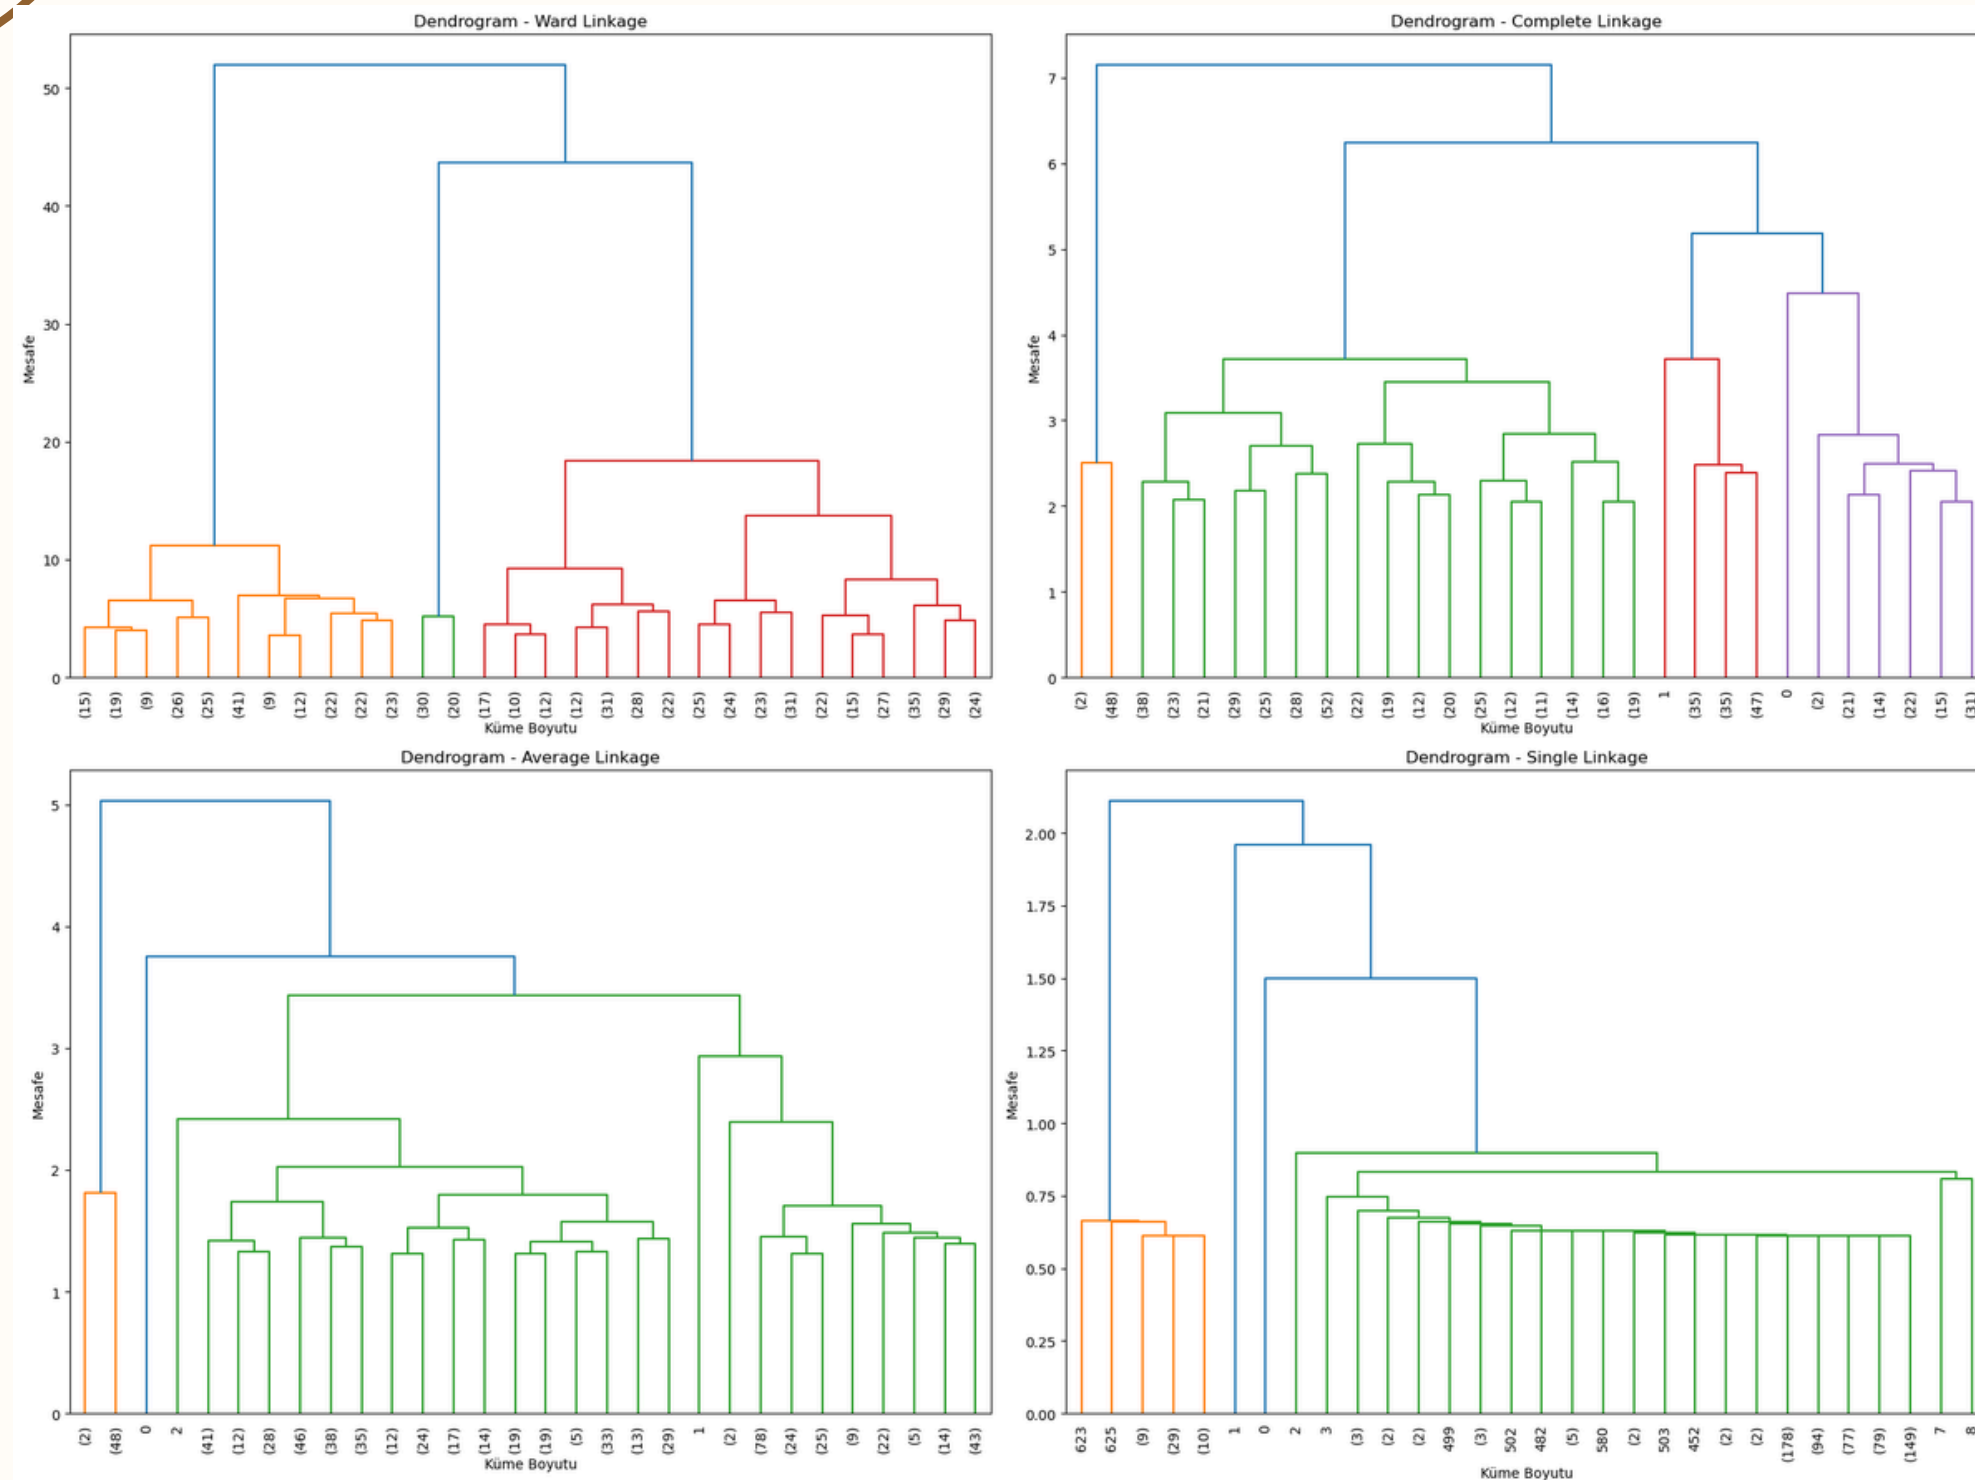 Dendrogram - Ward Linkage
Mesafe
50
40
30
20
10
0
(15) (19) (9) (26) (25) (41) (9) (12) (22) (22) (23) (30) (20) (17) (10) (12) (12) (31) (28) (22) (25) (24) (23) (31) (22) (15) (27) (35) (29) (24)
Küme Boyutu
Dendrogram - Complete Linkage
Mesafe
7
6
5
4
3
2
1
0
(2) (48) (38) (23) (21) (29) (25) (28) (52) (22) (19) (12) (20) (25) (12) (11) (14) (16) (19) 1 (35) (35) (47) 0 (2) (21) (14) (22) (15) (31)
Küme Boyutu
Dendrogram - Average Linkage
Mesafe
5
4
3
2
1
0
(2) (48) 0 2 (41) (12) (28) (46) (38) (35) (12) (24) (17) (14) (19) (19) (5) (33) (13) (29) 1 (2) (78) (24) (25) (9) (22) (5) (14) (43)
Küme Boyutu
Dendrogram - Single Linkage
Mesafe
2.00
1.75
1.50
1.25
1.00
0.75
0.50
0.25
0.00
623 625 (9) (29) (10) 1 0 2 3 (3) (2) (2) 499 (3) 502 482 (5) 580 (2) 503 452 (2) (2) (178) (94) (77) (79) (149) 7 8
Küme Boyutu